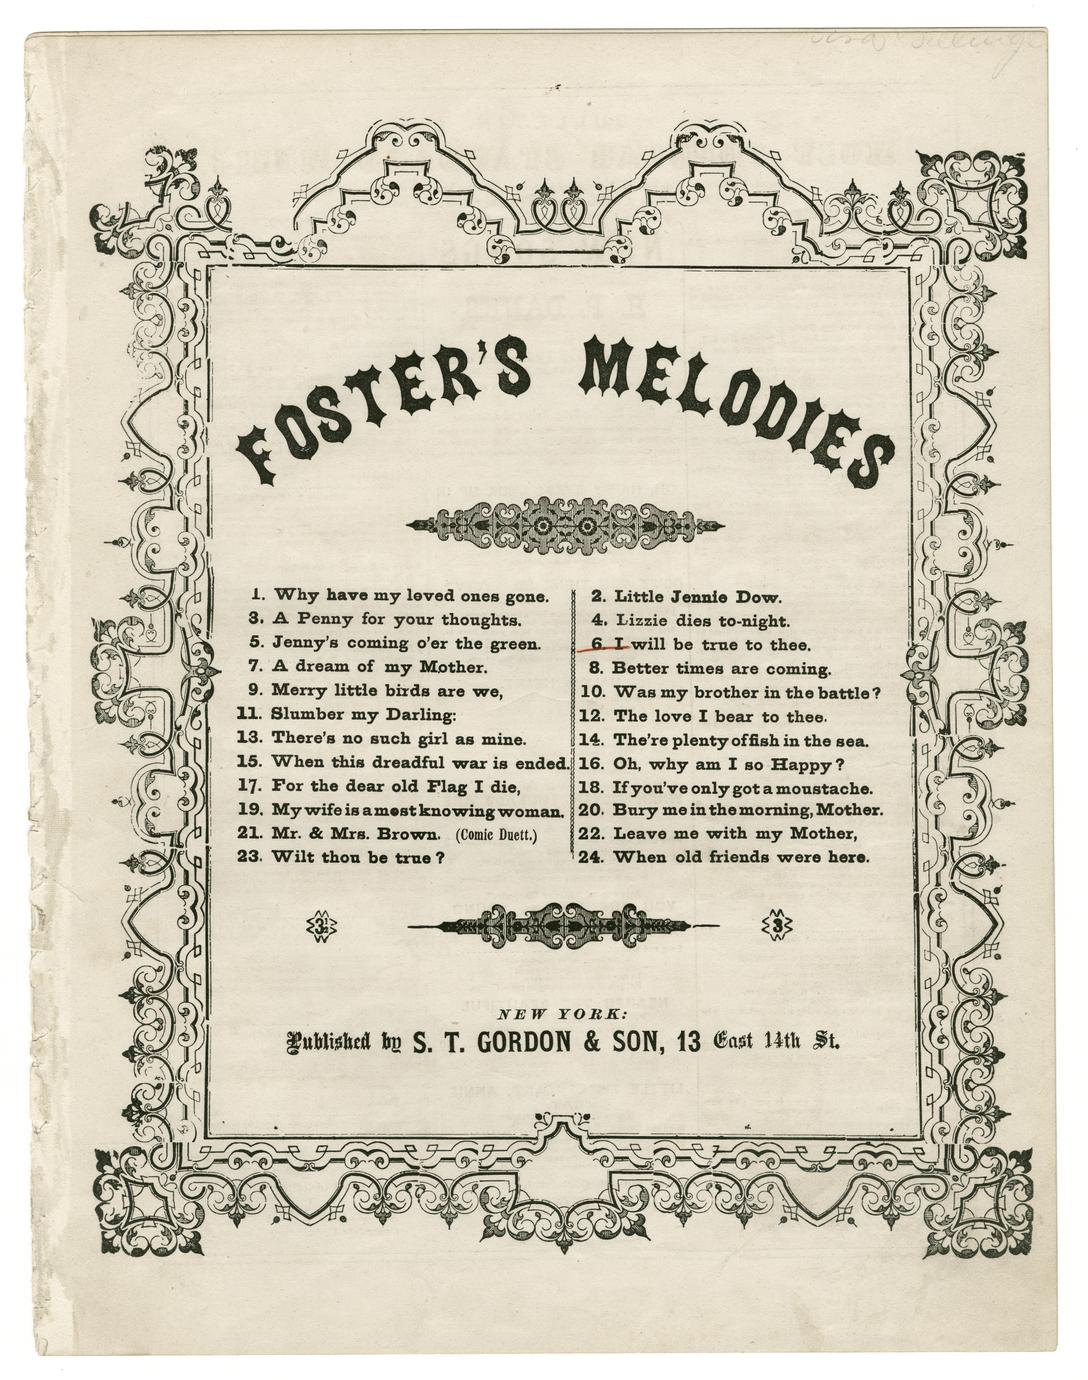 FOSTER'S MELODIES
1. Why have my loved ones gone.
2. Little Jennie Dow.
3. A Penny for your thoughts.
4. Lizzie dies to-night.
5. Jenny's coming o'er the green.
6. I will be true to thee.
7. A dream of my Mother.
8. Better times are coming.
9. Merry little birds are we,
10. Was my brother in the battle?
11. Slumber my Darling:
12. The love I bear to thee.
13. There's no such girl as mine.
14. The're plenty of fish in the sea.
15. When this dreadful war is ended.
16. Oh, why am I so Happy?
17. For the dear old Flag I die,
18. If you've only got a moustache.
19. My wife is a most knowing woman.
20. Bury me in the morning, Mother.
21. Mr. & Mrs. Brown. (Comic Duett.)
22. Leave me with my Mother,
23. Wilt thou be true?
24. When old friends were here.
3½
3
NEW YORK:
Published by S. T. GORDON & SON, 13 East 14th St.